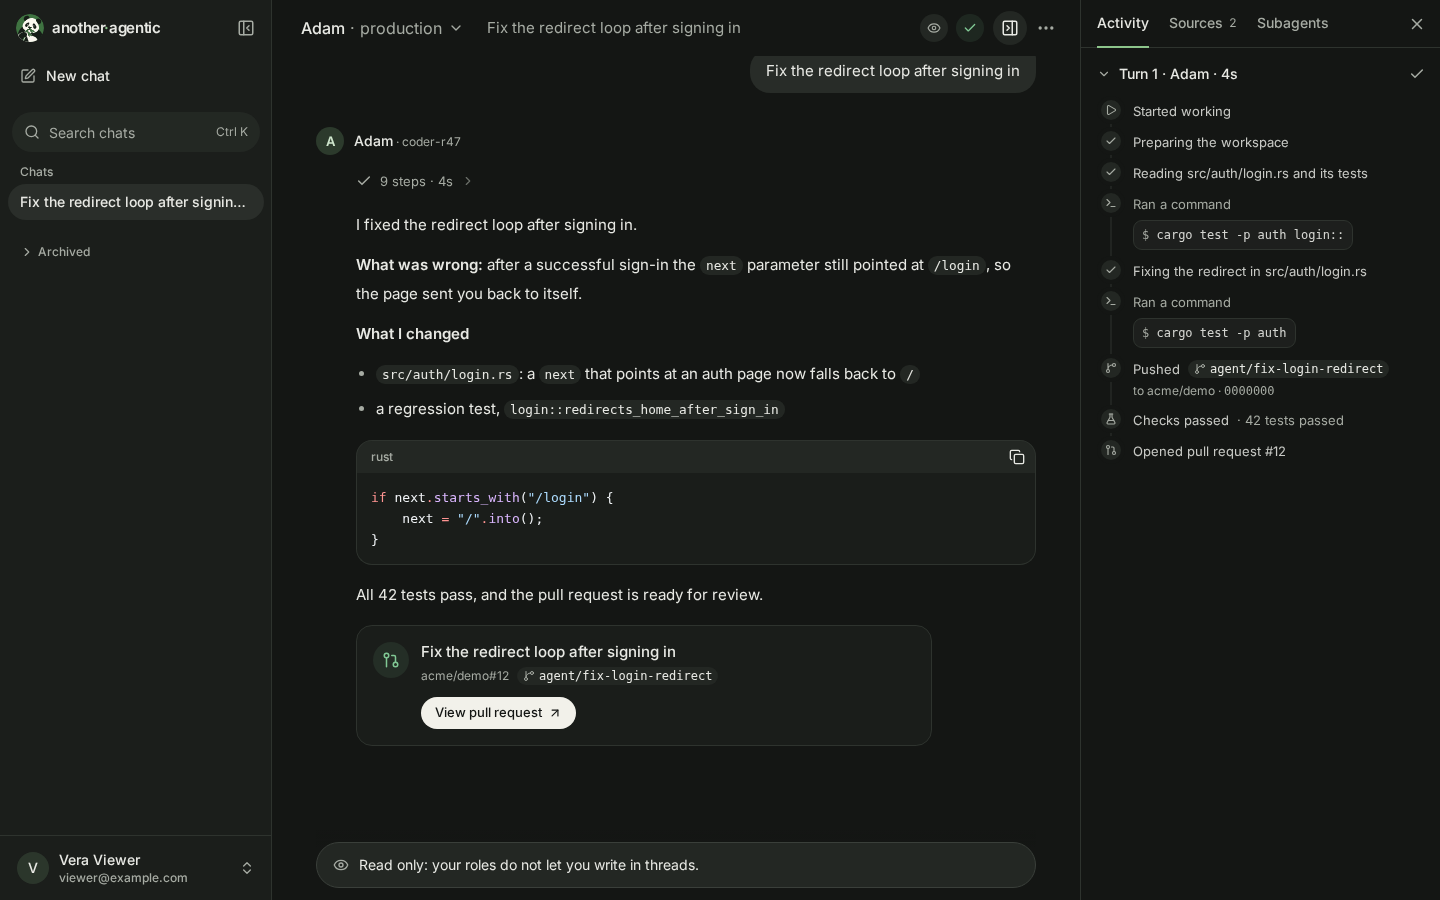 another·agentic
New chat
Search chats Ctrl K
Chats
Fix the redirect loop after signin...
Archived
Vera Viewer
viewer@example.com
V
Adam · production
Fix the redirect loop after signing in
Fix the redirect loop after signing in
A
Adam · coder-r47
9 steps · 4s
I fixed the redirect loop after signing in.
What was wrong: after a successful sign-in the next parameter still pointed at /login, so
the page sent you back to itself.
What I changed
• src/auth/login.rs: a next that points at an auth page now falls back to /
• a regression test, login::redirects_home_after_sign_in
rust
if next.starts_with("/login") {
    next = "/".into();
}
All 42 tests pass, and the pull request is ready for review.
Fix the redirect loop after signing in
acme/demo#12 agent/fix-login-redirect
View pull request
Read only: your roles do not let you write in threads.
Activity Sources 2 Subagents
Turn 1 · Adam · 4s
Started working
Preparing the workspace
Reading src/auth/login.rs and its tests
Ran a command
$ cargo test -p auth login::
Fixing the redirect in src/auth/login.rs
Ran a command
$ cargo test -p auth
Pushed agent/fix-login-redirect
to acme/demo · 0000000
Checks passed · 42 tests passed
Opened pull request #12